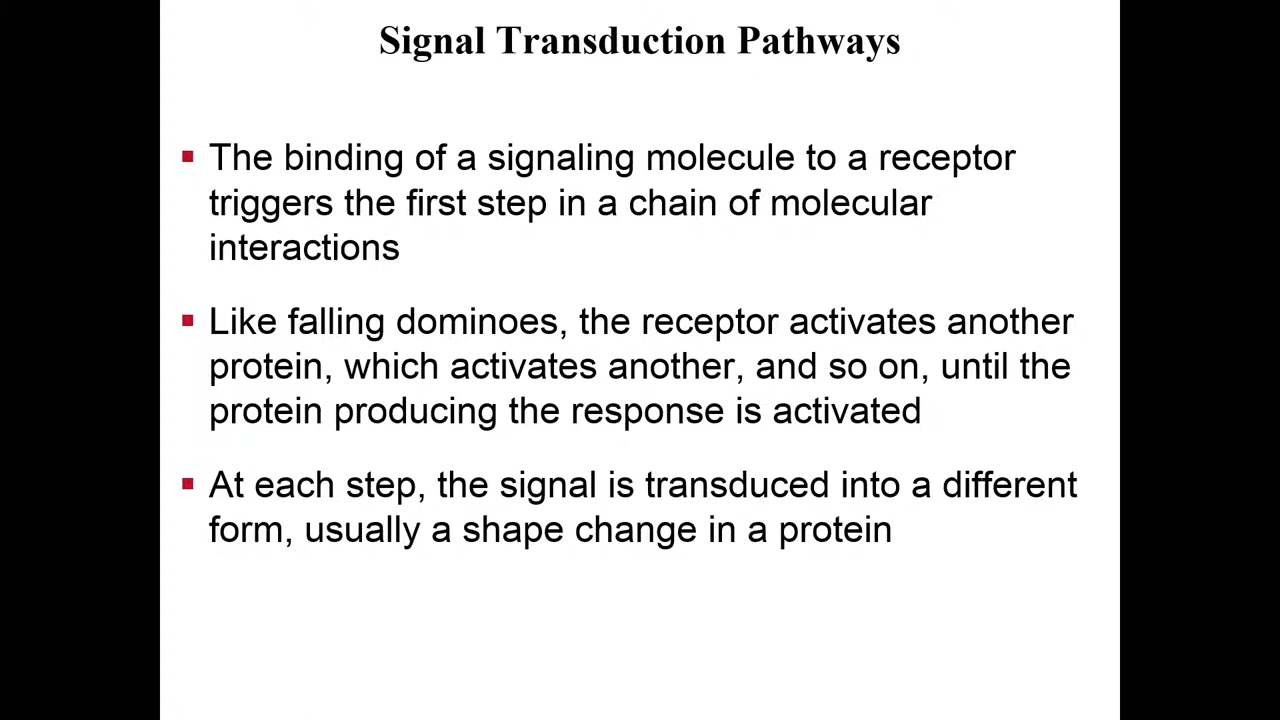 Signal Transduction Pathways
▪ The binding of a signaling molecule to a receptor
triggers the first step in a chain of molecular
interactions
▪ Like falling dominoes, the receptor activates another
protein, which activates another, and so on, until the
protein producing the response is activated
▪ At each step, the signal is transduced into a different
form, usually a shape change in a protein